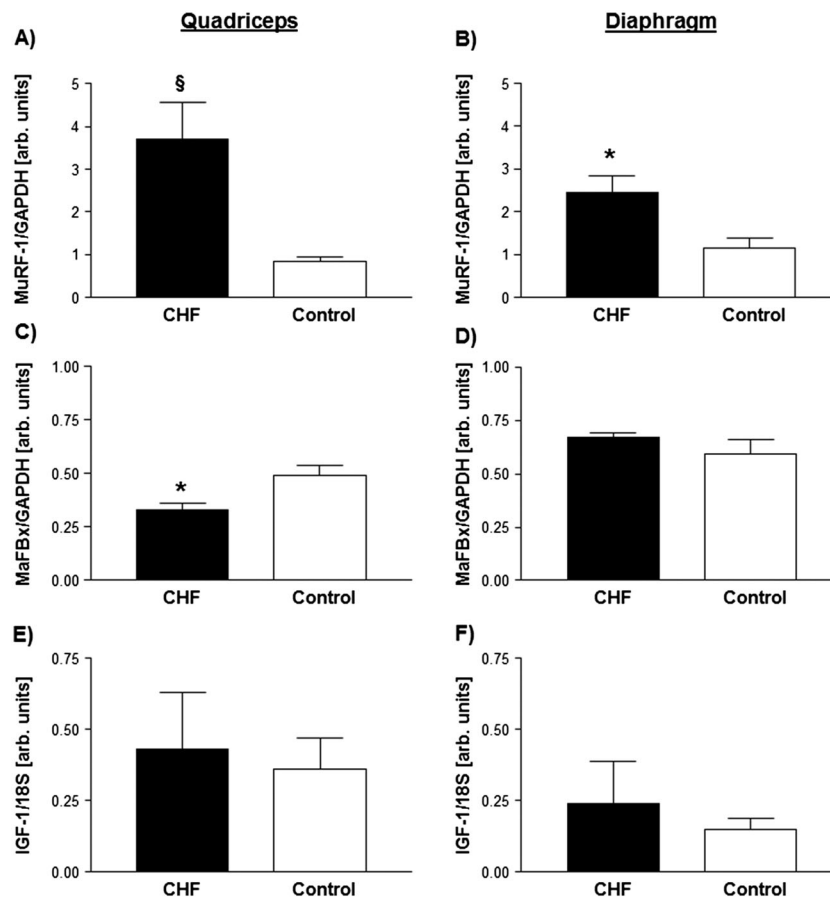 Quadriceps
Diaphragm
A)
MuRF-1/GAPDH [arb. units]
5
4
3
2
1
0
§
CHF
Control
B)
MuRF-1/GAPDH [arb. units]
5
4
3
2
1
0
*
CHF
Control
C)
MaFBx/GAPDH [arb. units]
1.00
0.75
0.50
0.25
0.00
*
CHF
Control
D)
MaFBx/GAPDH [arb. units]
1.00
0.75
0.50
0.25
0.00
CHF
Control
E)
IGF-1/18S [arb. units]
0.75
0.50
0.25
0.00
CHF
Control
F)
IGF-1/18S [arb. units]
0.75
0.50
0.25
0.00
CHF
Control